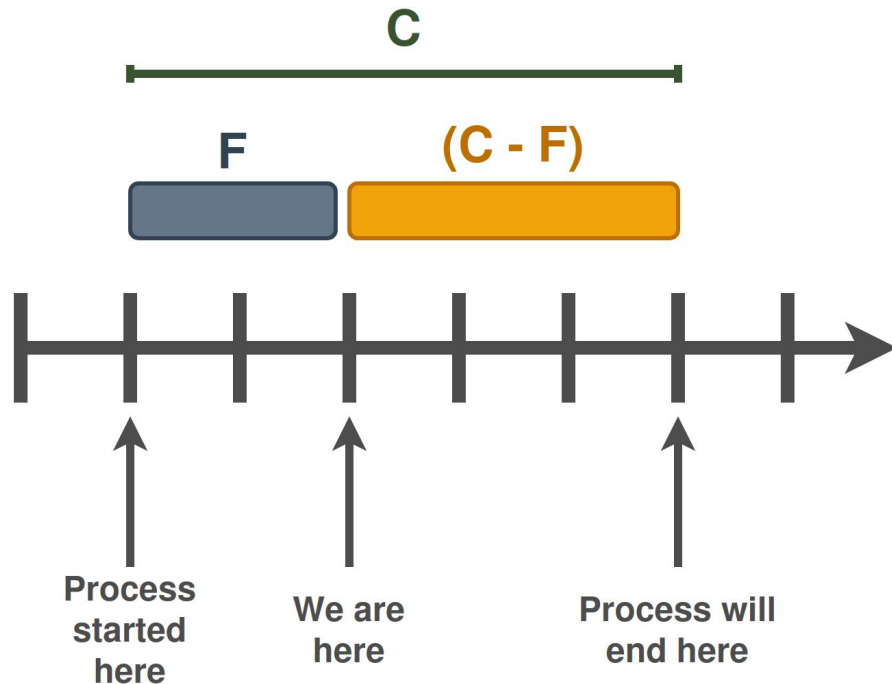 C
F
(C - F)
Process
started
here
We are
here
Process will
end here